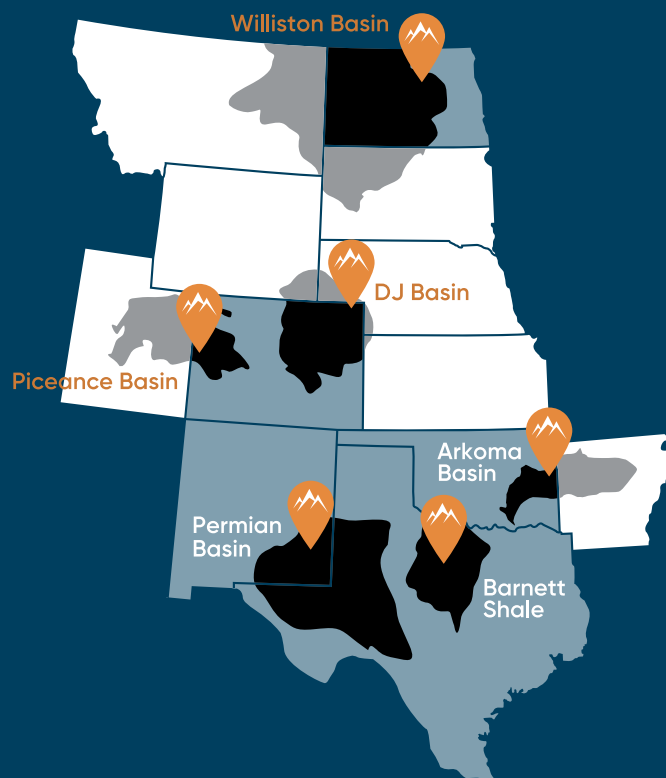 Williston Basin
DJ Basin
Piceance Basin
Arkoma
Basin
Permian
Basin
Barnett
Shale